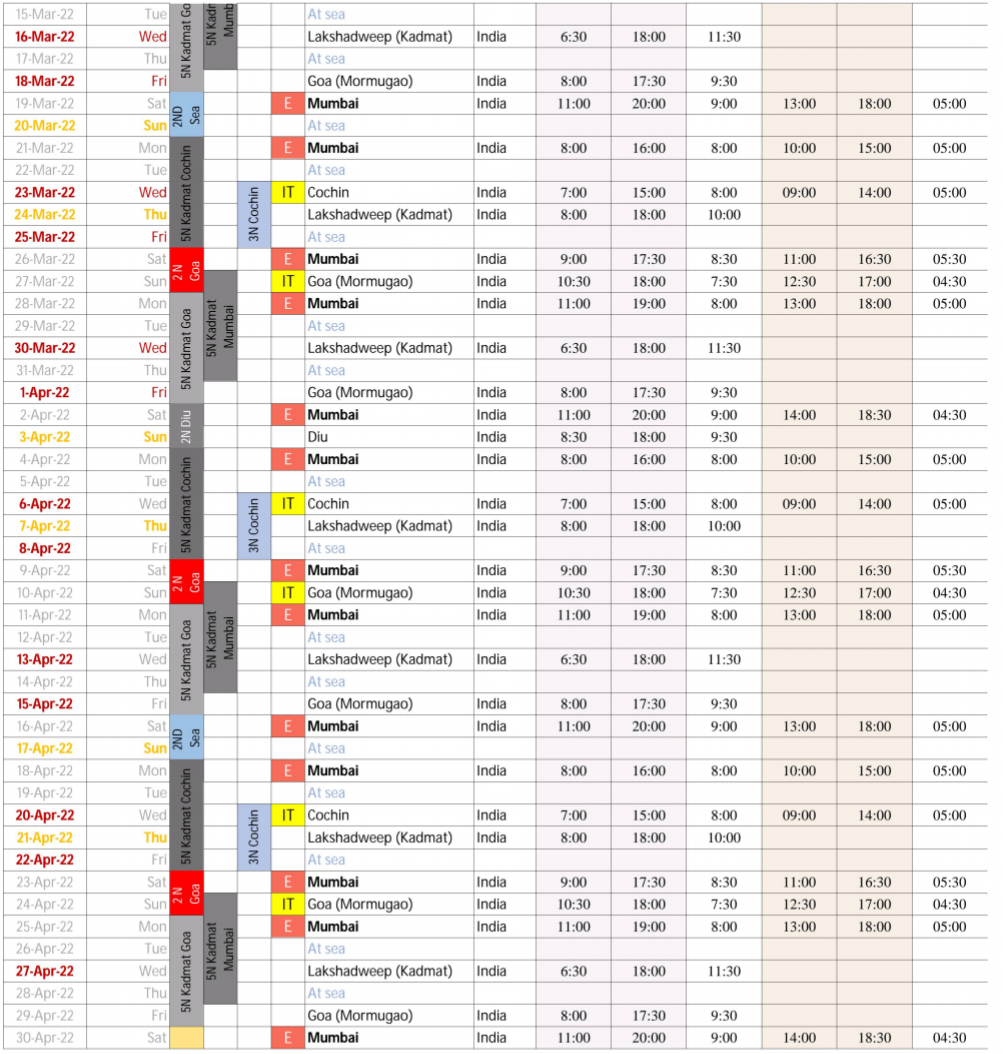 15-Mar-22 Tue At sea
16-Mar-22 Wed Lakshadweep (Kadmat) India 6:30 18:00 11:30
17-Mar-22 Thu At sea
18-Mar-22 Fri Goa (Mormugao) India 8:00 17:30 9:30
5N Kadmat Go
5N Kadm
Mumb
19-Mar-22 Sat 2ND Sea E Mumbai India 11:00 20:00 9:00 13:00 18:00 05:00
20-Mar-22 Sun At sea
21-Mar-22 Mon 5N Kadmat Cochin E Mumbai India 8:00 16:00 8:00 10:00 15:00 05:00
22-Mar-22 Tue At sea
23-Mar-22 Wed 3N Cochin IT Cochin India 7:00 15:00 8:00 09:00 14:00 05:00
24-Mar-22 Thu Lakshadweep (Kadmat) India 8:00 18:00 10:00
25-Mar-22 Fri At sea
26-Mar-22 Sat 2 N Goa E Mumbai India 9:00 17:30 8:30 11:00 16:30 05:30
27-Mar-22 Sun 5N Kadmat Mumbai IT Goa (Mormugao) India 10:30 18:00 7:30 12:30 17:00 04:30
28-Mar-22 Mon 5N Kadmat Goa E Mumbai India 11:00 19:00 8:00 13:00 18:00 05:00
29-Mar-22 Tue At sea
30-Mar-22 Wed Lakshadweep (Kadmat) India 6:30 18:00 11:30
31-Mar-22 Thu At sea
1-Apr-22 Fri Goa (Mormugao) India 8:00 17:30 9:30
2-Apr-22 Sat 2N Diu E Mumbai India 11:00 20:00 9:00 14:00 18:30 04:30
3-Apr-22 Sun Diu India 8:30 18:00 9:30
4-Apr-22 Mon 5N Kadmat Cochin E Mumbai India 8:00 16:00 8:00 10:00 15:00 05:00
5-Apr-22 Tue At sea
6-Apr-22 Wed 3N Cochin IT Cochin India 7:00 15:00 8:00 09:00 14:00 05:00
7-Apr-22 Thu Lakshadweep (Kadmat) India 8:00 18:00 10:00
8-Apr-22 Fri At sea
9-Apr-22 Sat 2 N Goa E Mumbai India 9:00 17:30 8:30 11:00 16:30 05:30
10-Apr-22 Sun 5N Kadmat Mumbai IT Goa (Mormugao) India 10:30 18:00 7:30 12:30 17:00 04:30
11-Apr-22 Mon 5N Kadmat Goa E Mumbai India 11:00 19:00 8:00 13:00 18:00 05:00
12-Apr-22 Tue At sea
13-Apr-22 Wed Lakshadweep (Kadmat) India 6:30 18:00 11:30
14-Apr-22 Thu At sea
15-Apr-22 Fri Goa (Mormugao) India 8:00 17:30 9:30
16-Apr-22 Sat 2ND Sea E Mumbai India 11:00 20:00 9:00 13:00 18:00 05:00
17-Apr-22 Sun At sea
18-Apr-22 Mon 5N Kadmat Cochin E Mumbai India 8:00 16:00 8:00 10:00 15:00 05:00
19-Apr-22 Tue At sea
20-Apr-22 Wed 3N Cochin IT Cochin India 7:00 15:00 8:00 09:00 14:00 05:00
21-Apr-22 Thu Lakshadweep (Kadmat) India 8:00 18:00 10:00
22-Apr-22 Fri At sea
23-Apr-22 Sat 2 N Goa E Mumbai India 9:00 17:30 8:30 11:00 16:30 05:30
24-Apr-22 Sun 5N Kadmat Mumbai IT Goa (Mormugao) India 10:30 18:00 7:30 12:30 17:00 04:30
25-Apr-22 Mon 5N Kadmat Goa E Mumbai India 11:00 19:00 8:00 13:00 18:00 05:00
26-Apr-22 Tue At sea
27-Apr-22 Wed Lakshadweep (Kadmat) India 6:30 18:00 11:30
28-Apr-22 Thu At sea
29-Apr-22 Fri Goa (Mormugao) India 8:00 17:30 9:30
30-Apr-22 Sat E Mumbai India 11:00 20:00 9:00 14:00 18:30 04:30